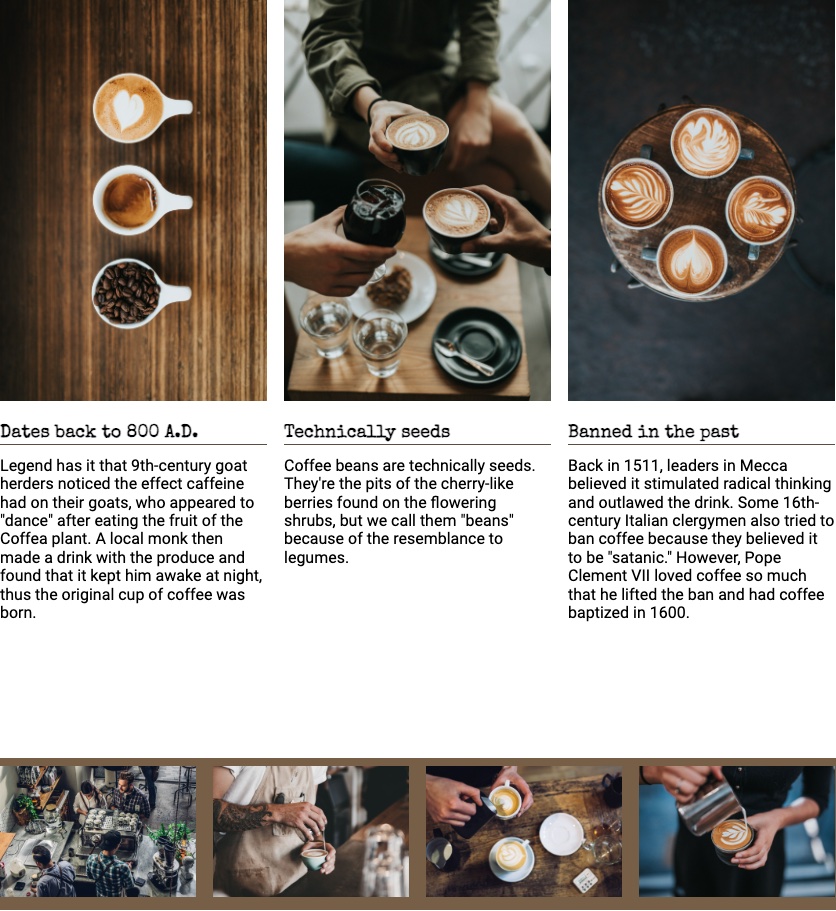 Dates back to 800 A.D.
Legend has it that 9th-century goat
herders noticed the effect caffeine
had on their goats, who appeared to
"dance" after eating the fruit of the
Coffea plant. A local monk then
made a drink with the produce and
found that it kept him awake at night,
thus the original cup of coffee was
born.
Technically seeds
Coffee beans are technically seeds.
They're the pits of the cherry-like
berries found on the flowering
shrubs, but we call them "beans"
because of the resemblance to
legumes.
Banned in the past
Back in 1511, leaders in Mecca
believed it stimulated radical thinking
and outlawed the drink. Some 16th-
century Italian clergymen also tried to
ban coffee because they believed it
to be "satanic." However, Pope
Clement VII loved coffee so much
that he lifted the ban and had coffee
baptized in 1600.